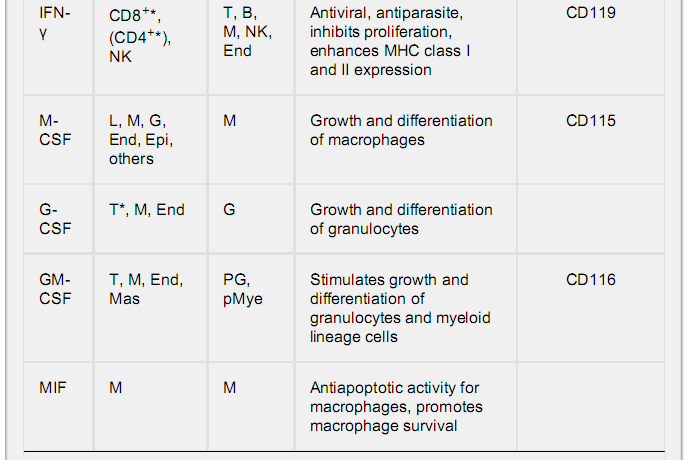 IFN-
γ
CD8⁺*,
(CD4⁺*),
NK
T, B,
M, NK,
End
Antiviral, antiparasite,
inhibits proliferation,
enhances MHC class I
and II expression
CD119
M-
CSF
L, M, G,
End, Epi,
others
M
Growth and differentiation
of macrophages
CD115
G-
CSF
T*, M, End
G
Growth and differentiation
of granulocytes
GM-
CSF
T, M, End,
Mas
PG,
pMye
Stimulates growth and
differentiation of
granulocytes and myeloid
lineage cells
CD116
MIF
M
M
Antiapoptotic activity for
macrophages, promotes
macrophage survival